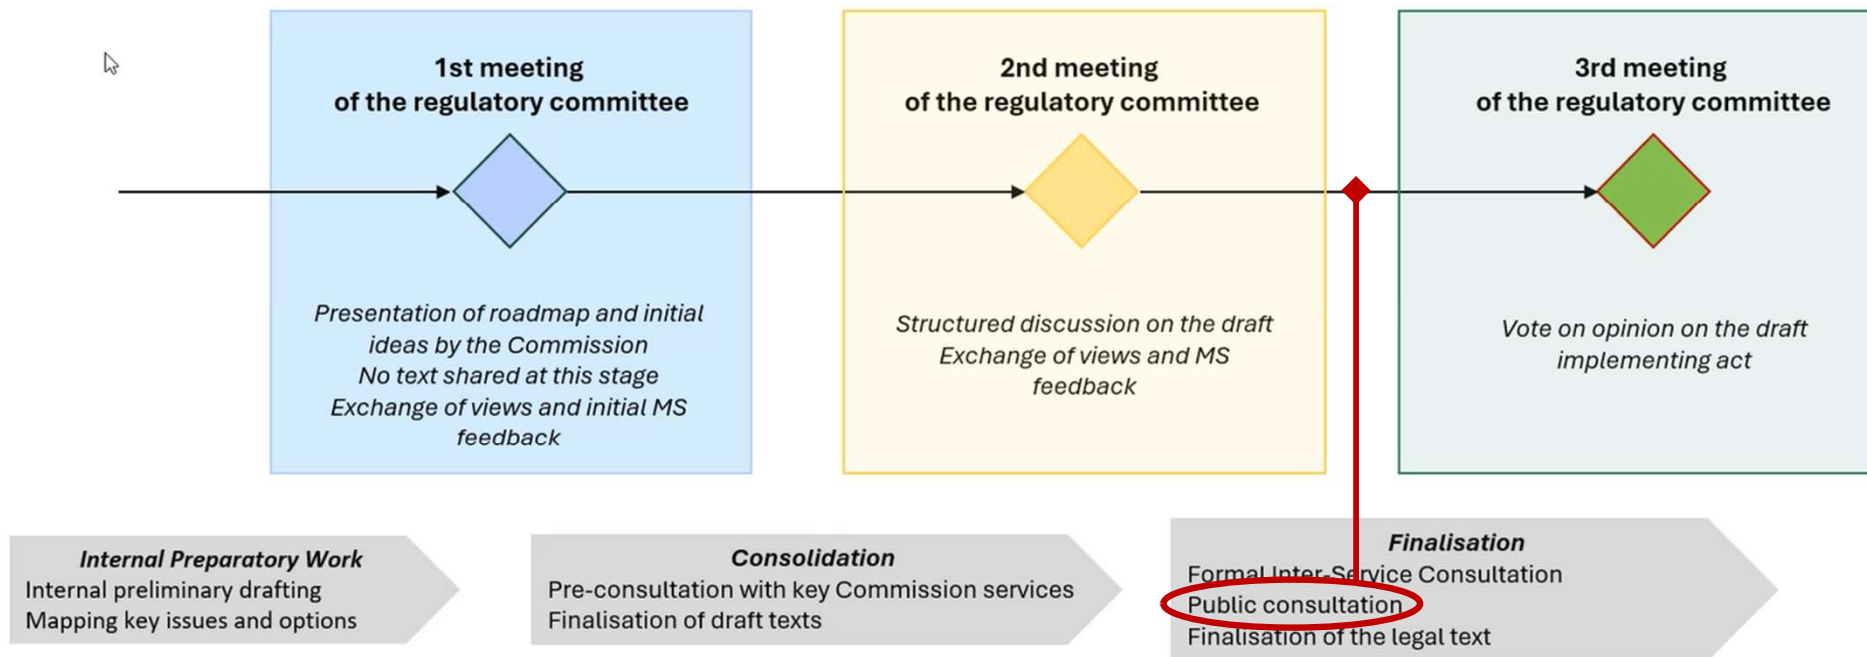 1st meeting
of the regulatory committee
Presentation of roadmap and initial
ideas by the Commission
No text shared at this stage
Exchange of views and initial MS
feedback
2nd meeting
of the regulatory committee
Structured discussion on the draft
Exchange of views and MS
feedback
3rd meeting
of the regulatory committee
Vote on opinion on the draft
implementing act
Internal Preparatory Work
Internal preliminary drafting
Mapping key issues and options
Consolidation
Pre-consultation with key Commission services
Finalisation of draft texts
Finalisation
Formal Inter-Service Consultation
Public consultation
Finalisation of the legal text